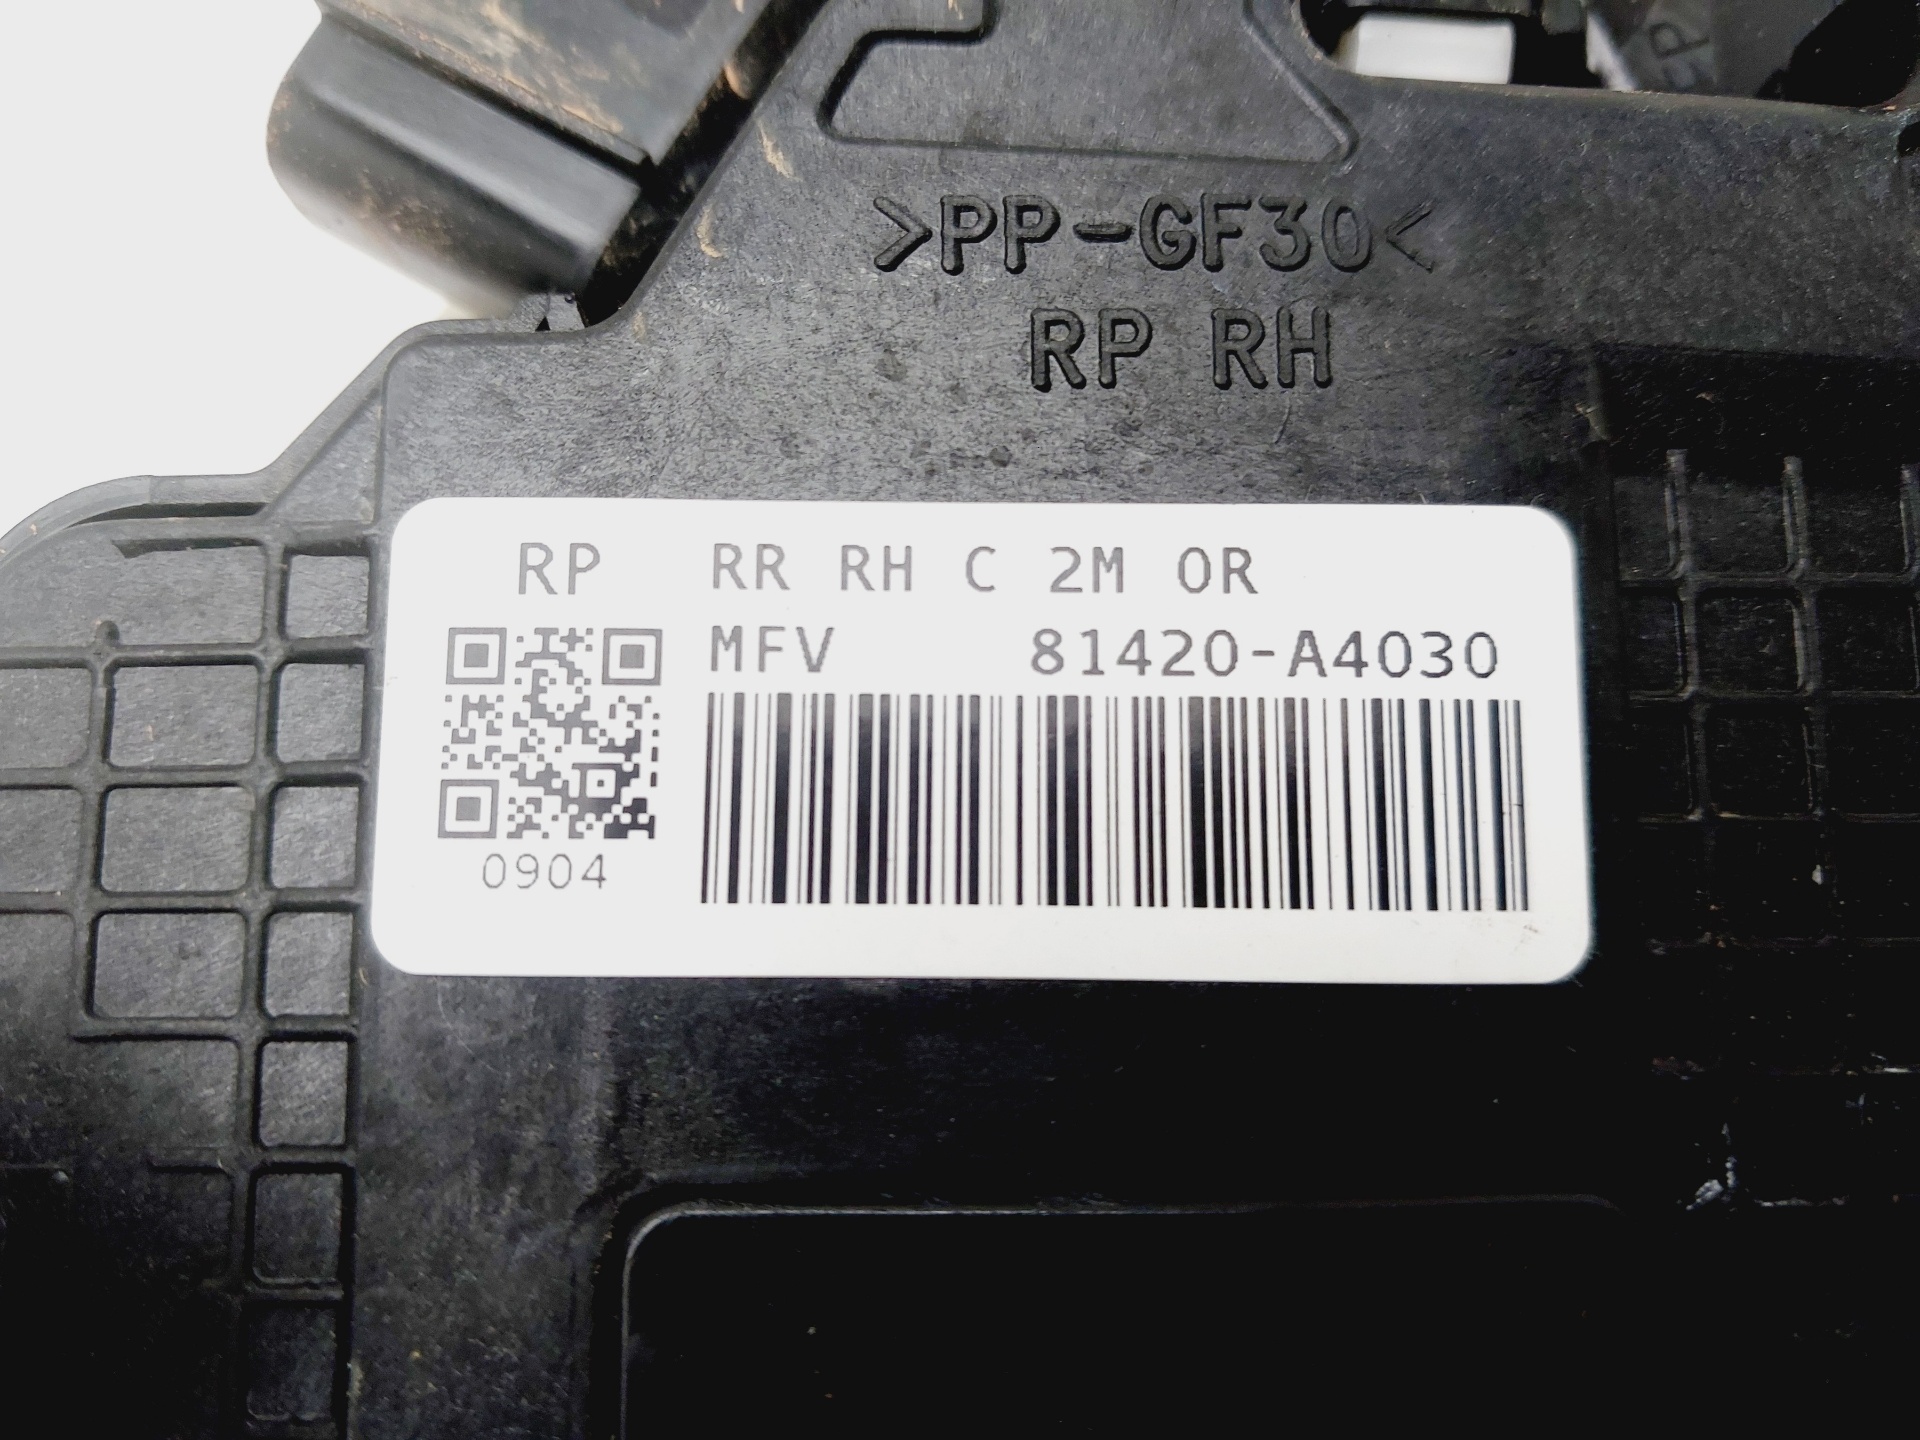 >PP-GF30<
RP RH
RP RR RH C 2M OR
MFV 81420-A4030
0904